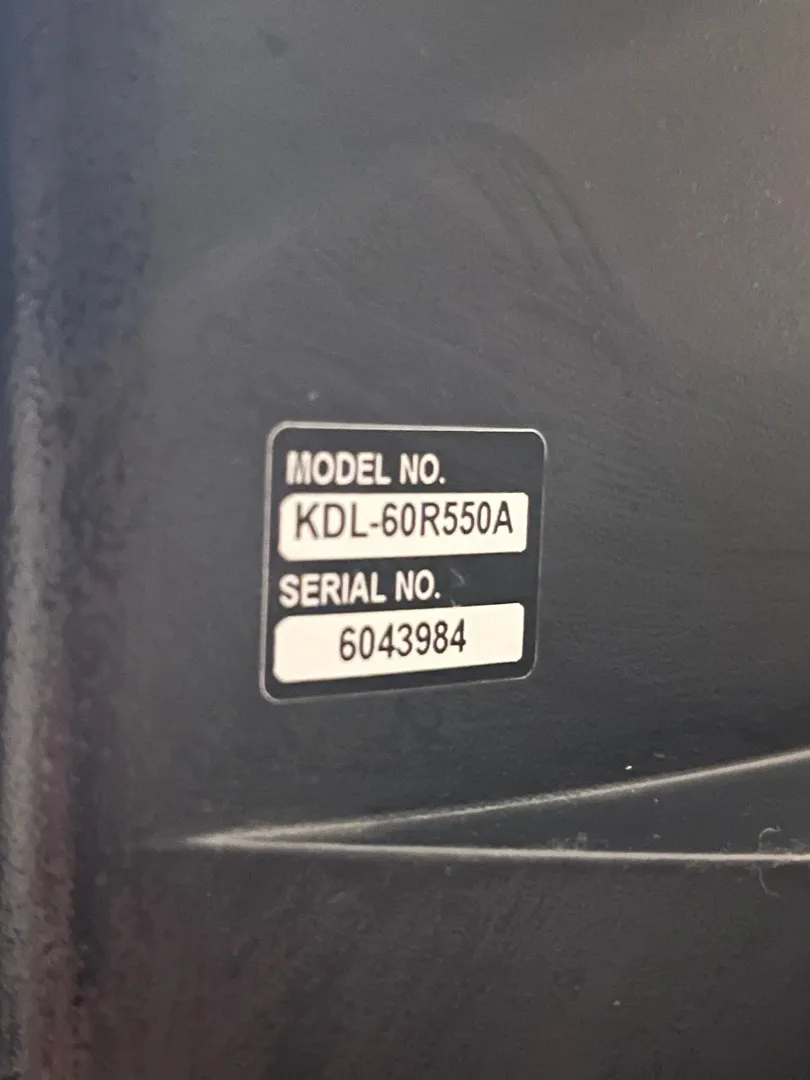 MODEL NO.
KDL-60R550A
SERIAL NO.
6043984